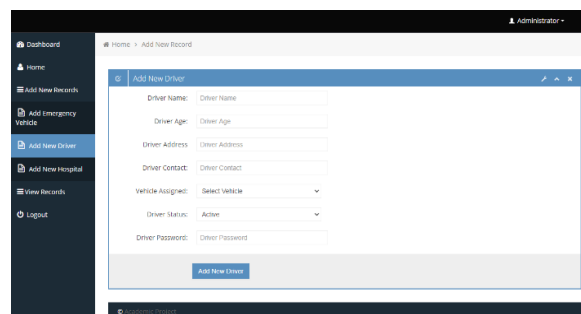 Administrator
Dashboard
Home > Add New Record
Home
Add New Records
Add New Driver
Driver Name: Driver Name
Add Emergency
Vehicle
Driver Age: Driver Age
Add New Driver
Driver Address Driver Address
Add New Hospital
Driver Contact: Driver Contact
View Records
Vehicle Assigned: Select Vehicle
Logout
Driver Status: Active
Driver Password: Driver Password
Add New Driver
© Academic Project